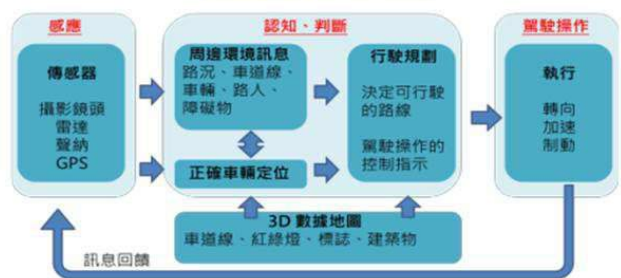 感應
認知、判斷
駕駛操作
傳感器
攝影鏡頭
雷達
聲納
GPS
周邊環境訊息
路況、車道線、
車輛、路人、
障礙物
正確車輛定位
行駛規劃
決定可行駛
的路線
駕駛操作的
控制指示
執行
轉向
加速
制動
3D 數據地圖
車道線、紅綠燈、標誌、建築物
訊息回饋